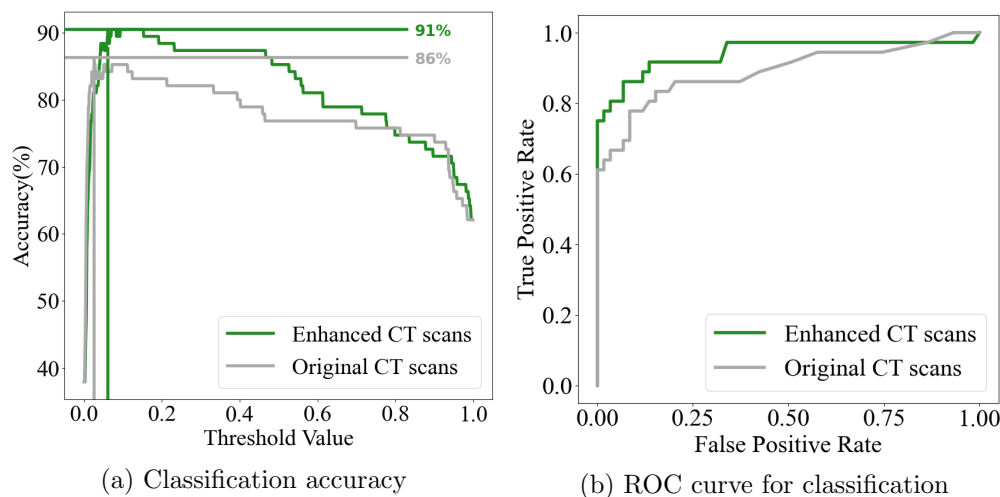 91%
86%
90
80
70
60
50
40
Accuracy(%)
Enhanced CT scans
Original CT scans
0.0 0.2 0.4 0.6 0.8 1.0
Threshold Value
(a) Classification accuracy
1.0
0.8
0.6
0.4
0.2
0.0
True Positive Rate
Enhanced CT scans
Original CT scans
0.00 0.25 0.50 0.75 1.00
False Positive Rate
(b) ROC curve for classification